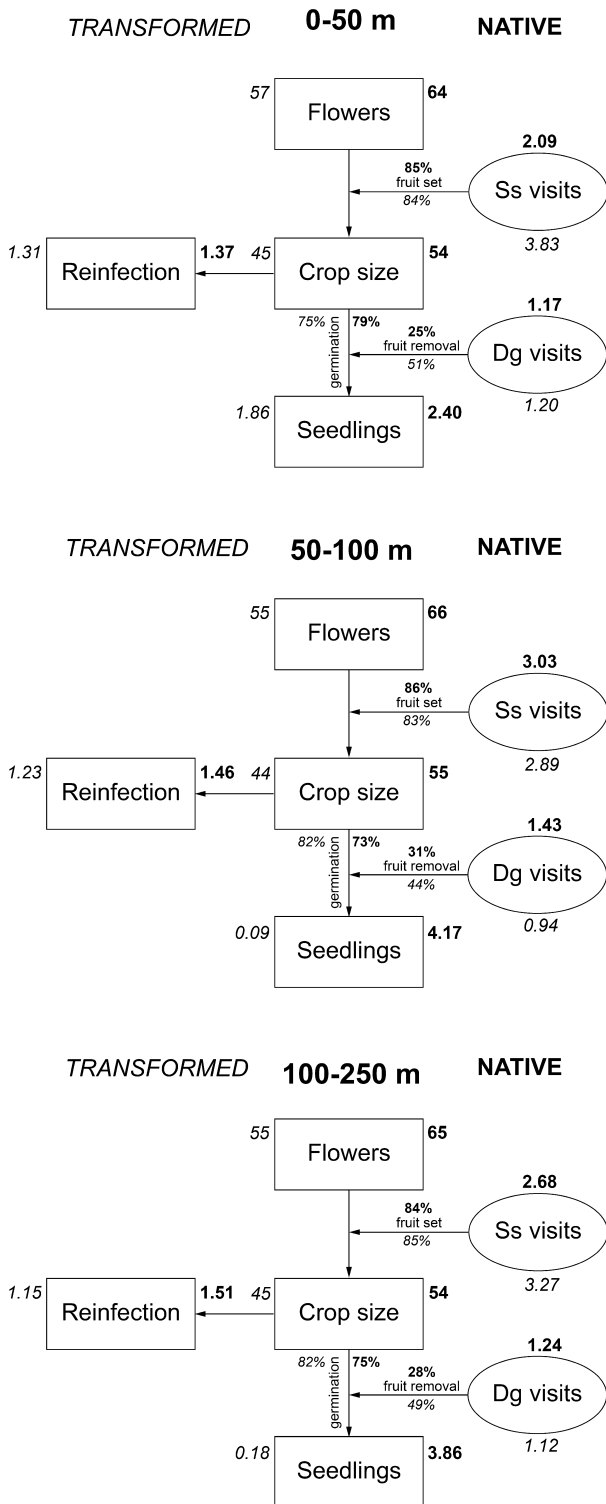 TRANSFORMED 0-50 m NATIVE
57 Flowers 64
2.09
85%
fruit set
84%
Ss visits
3.83
1.31 Reinfection 1.37 45 Crop size 54
1.17
75% 79%
germination
25%
fruit removal
51%
Dg visits
1.20
1.86 Seedlings 2.40
TRANSFORMED 50-100 m NATIVE
55 Flowers 66
3.03
86%
fruit set
83%
Ss visits
2.89
1.23 Reinfection 1.46 44 Crop size 55
1.43
82% 73%
germination
31%
fruit removal
44%
Dg visits
0.94
0.09 Seedlings 4.17
TRANSFORMED 100-250 m NATIVE
55 Flowers 65
2.68
84%
fruit set
85%
Ss visits
3.27
1.15 Reinfection 1.51 45 Crop size 54
1.24
82% 75%
germination
28%
fruit removal
49%
Dg visits
1.12
0.18 Seedlings 3.86